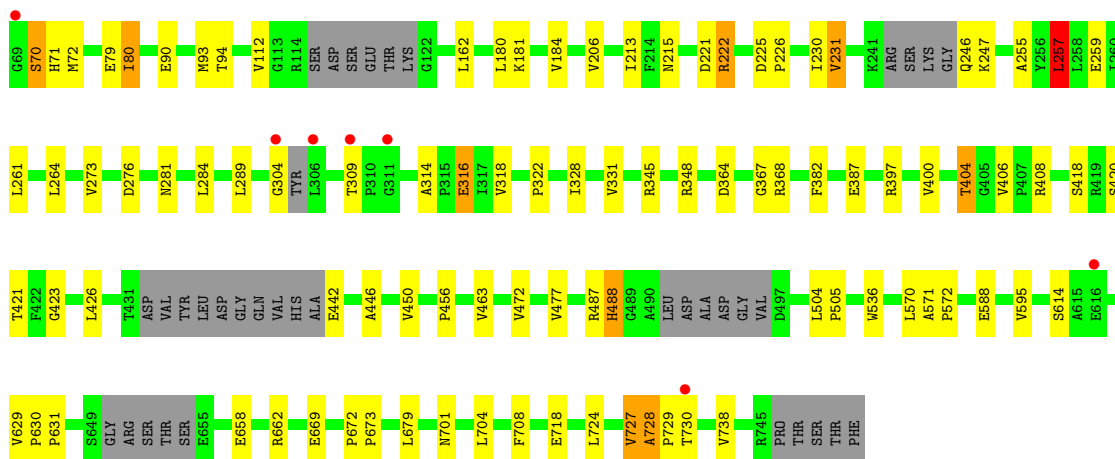 G69 S70 H71 M72 E79 I80 E90 M93 T94 V112 G113 R114 SER ASP SER GLU THR LYS G122 L162 L180 K181 V184 V206 I213 F214 N215 D221 R222 D225 P226 I230 V231 K241 ARG SER LYS GLY Q246 K247 A255 Y256 L257 L258 E259 I260
L261 L264 V273 D276 N281 L284 L289 G304 TYR L306 T309 P310 G311 A314 P315 E316 I317 V318 P322 I328 V331 R345 R348 D364 G367 R368 F382 E387 R397 V400 T404 G405 V406 P407 R408 S418 R419 S420
T421 F422 G423 L426 T431 ASP VAL TYR LEU ASP GLY GLN VAL HIS ALA E442 A446 V450 P456 V463 V472 V477 R487 H488 G489 A490 LEU ASP ALA ASP GLY VAL D497 L504 P505 W536 L570 A571 P572 E588 V595 S614 A615 E616
V629 P630 P631 S649 GLY ARG SER THR SER E655 E658 R662 E669 P672 P673 L679 N701 L704 F708 E718 L724 V727 A728 P729 T730 V738 R745 PRO THR SER THR PHE